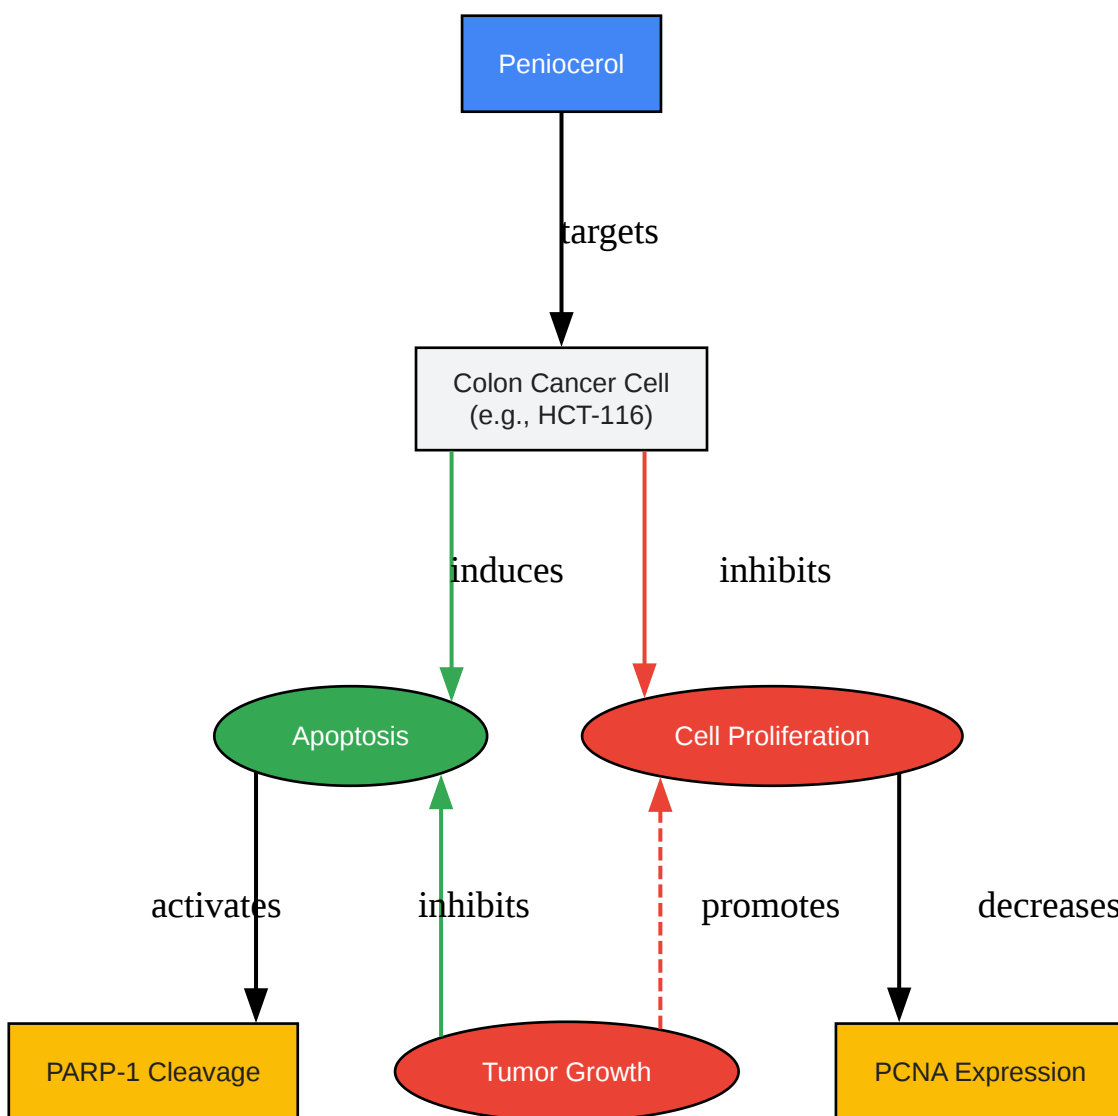 Peniocerol
targets
Colon Cancer Cell
(e.g., HCT-116)
induces
inhibits
Apoptosis
Cell Proliferation
activates
inhibits
promotes
decreases
PARP-1 Cleavage
Tumor Growth
PCNA Expression